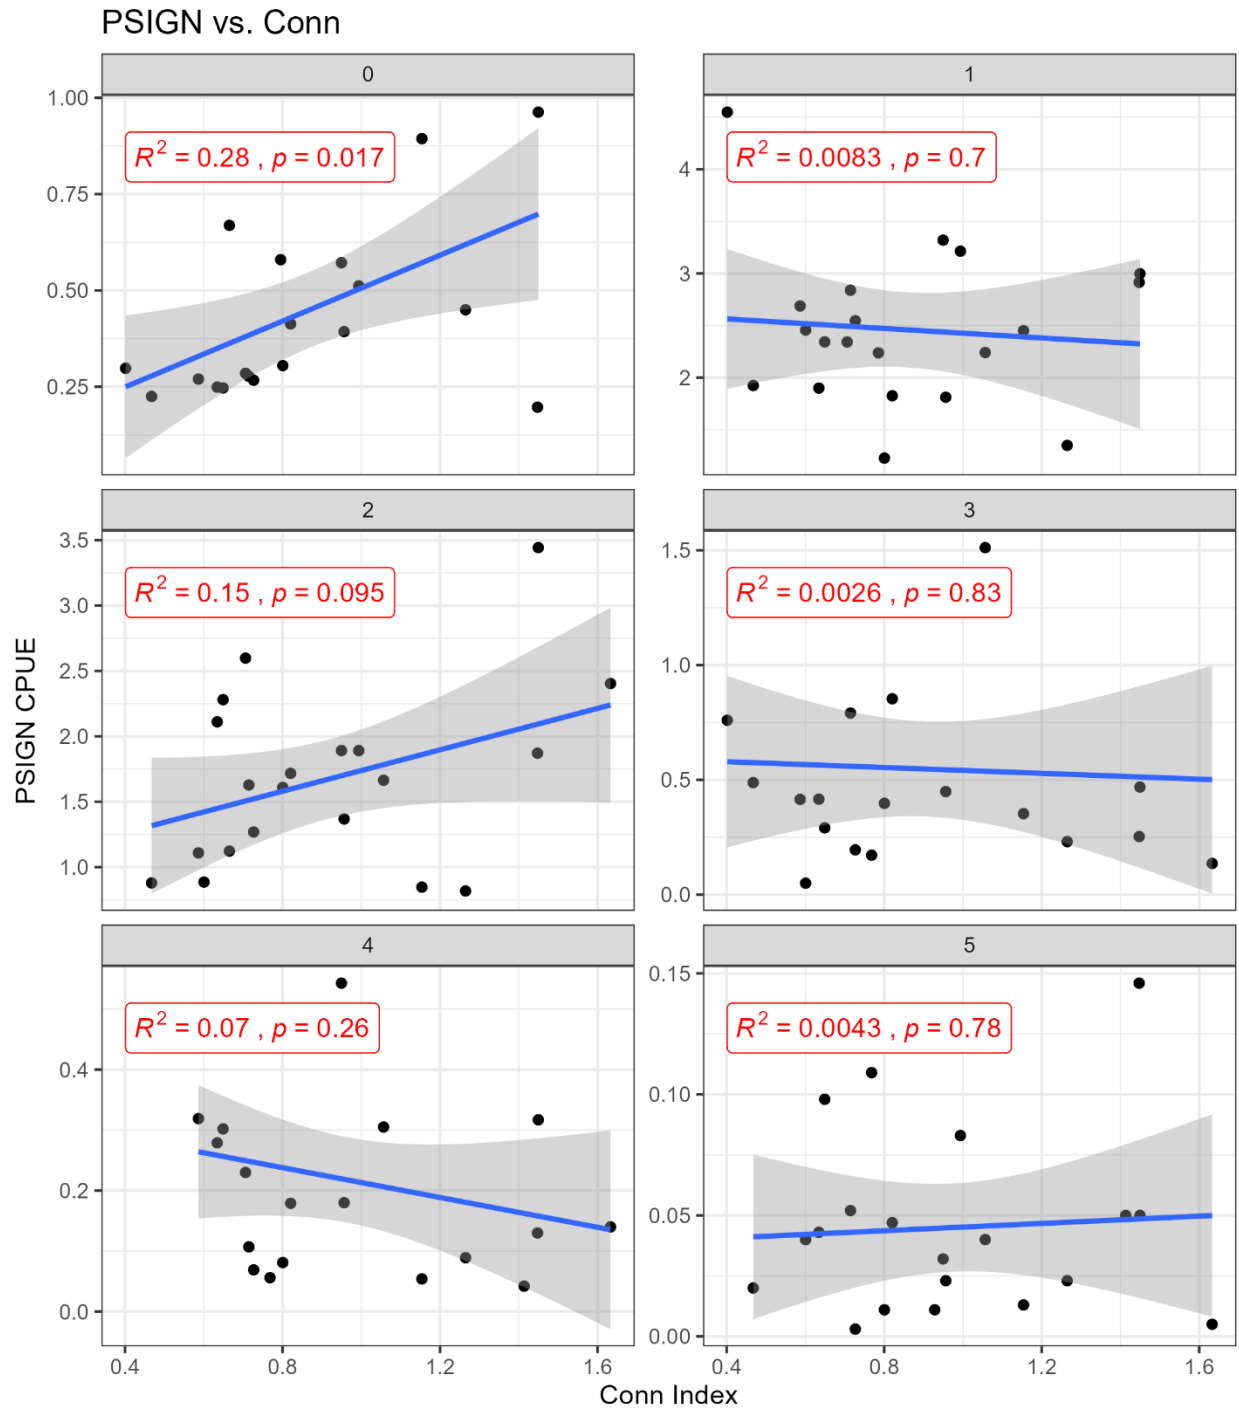 PSIGN vs. Conn
0
1
1.00
0.75
0.50
0.25
R² = 0.28 , p = 0.017
4
3
2
R² = 0.0083 , p = 0.7
2
3
3.5
3.0
2.5
2.0
1.5
1.0
R² = 0.15 , p = 0.095
1.5
1.0
0.5
0.0
R² = 0.0026 , p = 0.83
PSIGN CPUE
4
5
0.4
0.2
0.0
R² = 0.07 , p = 0.26
0.15
0.10
0.05
0.00
R² = 0.0043 , p = 0.78
0.4 0.8 1.2 1.6
0.4 0.8 1.2 1.6
Conn Index